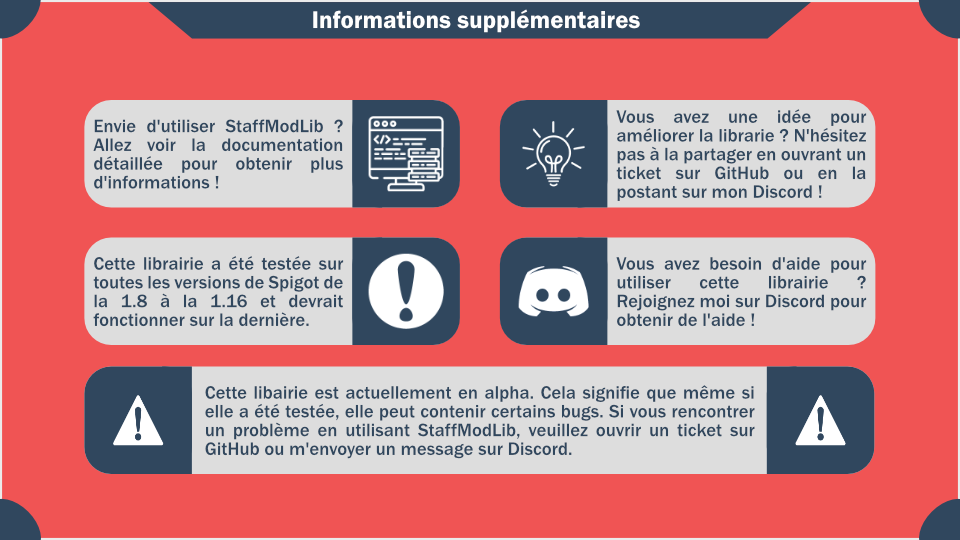 Informations supplémentaires
Envie d'utiliser StaffModLib ?
Allez voir la documentation
détaillée pour obtenir plus
d'informations !
Vous avez une idée pour
améliorer la librarie ? N'hésitez
pas à la partager en ouvrant un
ticket sur GitHub ou en la
postant sur mon Discord !
Cette librairie a été testée sur
toutes les versions de Spigot de
la 1.8 à la 1.16 et devrait
fonctionner sur la dernière.
Vous avez besoin d'aide pour
utiliser cette librairie ?
Rejoignez moi sur Discord pour
obtenir de l'aide !
Cette libairie est actuellement en alpha. Cela signifie que même si
elle a été testée, elle peut contenir certains bugs. Si vous rencontrer
un problème en utilisant StaffModLib, veuillez ouvrir un ticket sur
GitHub ou m'envoyer un message sur Discord.